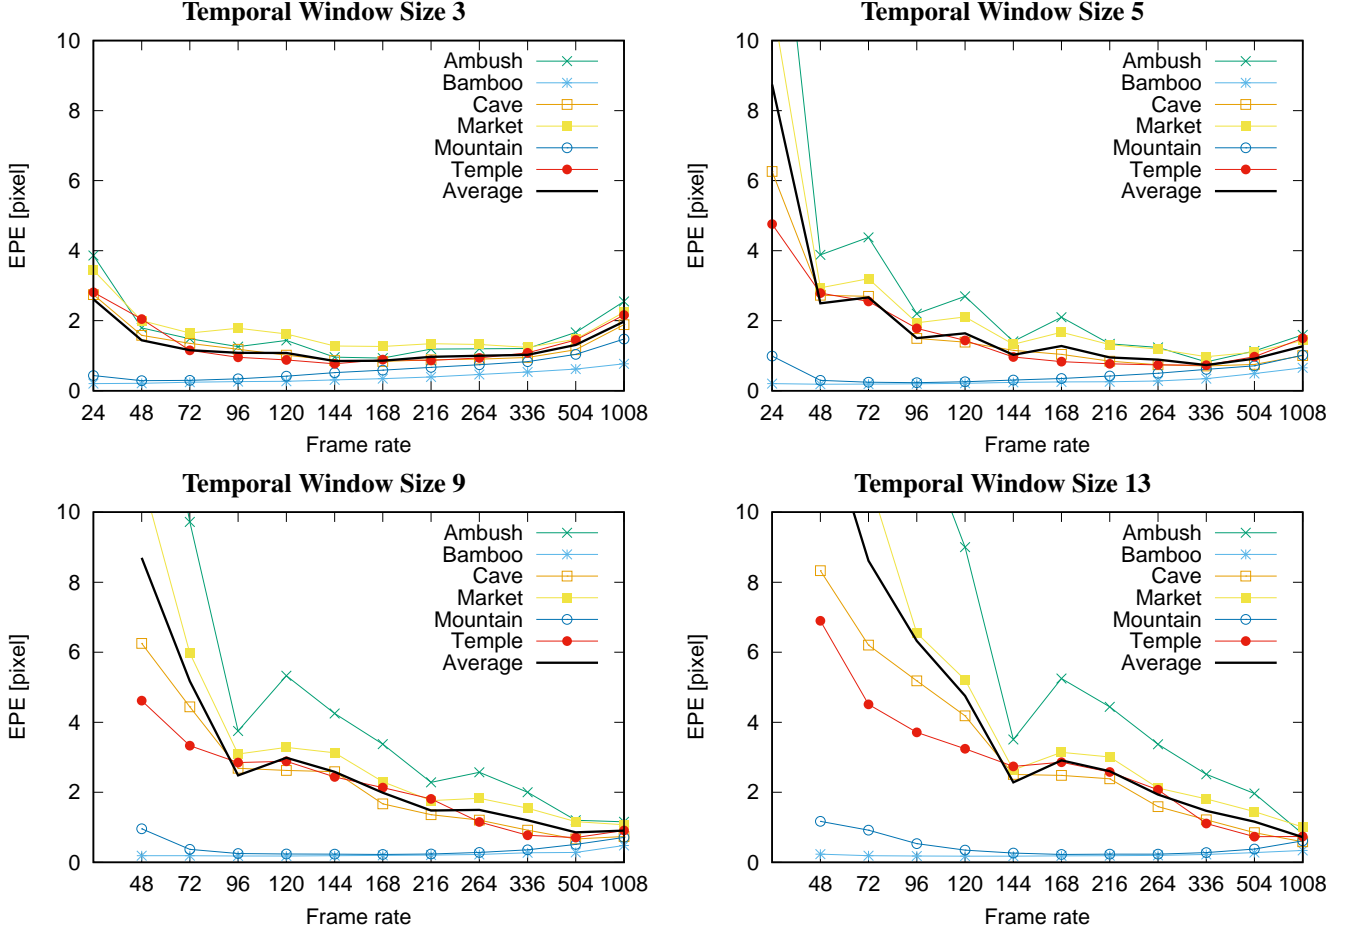 Temporal Window Size 3
10
8
6
4
2
0
EPE [pixel]
Ambush
Bamboo
Cave
Market
Mountain
Temple
Average
24 48 72 96 120 144 168 216 264 336 504 1008
Frame rate
Temporal Window Size 5
10
8
6
4
2
0
EPE [pixel]
Ambush
Bamboo
Cave
Market
Mountain
Temple
Average
24 48 72 96 120 144 168 216 264 336 504 1008
Frame rate
Temporal Window Size 9
10
8
6
4
2
0
EPE [pixel]
Ambush
Bamboo
Cave
Market
Mountain
Temple
Average
48 72 96 120 144 168 216 264 336 504 1008
Frame rate
Temporal Window Size 13
10
8
6
4
2
0
EPE [pixel]
Ambush
Bamboo
Cave
Market
Mountain
Temple
Average
48 72 96 120 144 168 216 264 336 504 1008
Frame rate